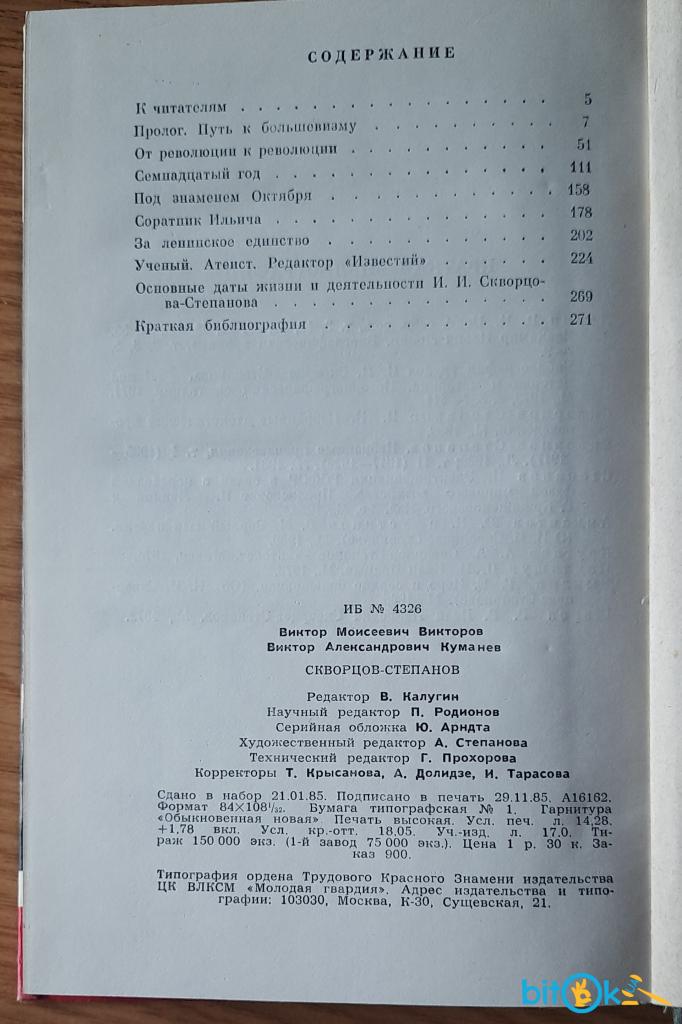 СОДЕРЖАНИЕ
К читателям . . . . . . . . . . . . . . . . 5
Пролог. Путь к большевизму . . . . . . . . . 7
От революции к революции . . . . . . . . . . 51
Семнадцатый год . . . . . . . . . . . . . . 111
Под знаменем Октября . . . . . . . . . . . . 158
Соратник Ильича . . . . . . . . . . . . . . 178
За ленинское единство . . . . . . . . . . . 202
Ученый. Атеист. Редактор «Известий» . . . . . . 224
Основные даты жизни и деятельности И. И. Скворцо-
ва-Степанова . . . . . . . . . . . . . . 269
Краткая библиография . . . . . . . . . . . . 271
ИБ № 4326
Виктор Моисеевич Викторов
Виктор Александрович Куманев
СКВОРЦОВ-СТЕПАНОВ
Редактор В. Калугин
Научный редактор П. Родионов
Серийная обложка Ю. Арндта
Художественный редактор А. Степанова
Технический редактор Г. Прохорова
Корректоры Т. Крысанова, А. Долидзе, И. Тарасова
Сдано в набор 21.01.85. Подписано в печать 29.11.85. А16162.
Формат 84×108¹/₃₂. Бумага типографская № 1. Гарнитура
«Обыкновенная новая». Печать высокая. Усл. печ. л. 14,28.
+1,78 вкл. Усл. кр.-отт. 18,05. Уч.-изд. л. 17,0. Ти-
раж 150 000 экз. (1-й завод 75 000 экз.). Цена 1 р. 30 к. За-
каз 900.
Типография ордена Трудового Красного Знамени издательства
ЦК ВЛКСМ «Молодая гвардия». Адрес издательства и типо-
графии: 103030, Москва, К-30, Сущевская, 21.
bitOk